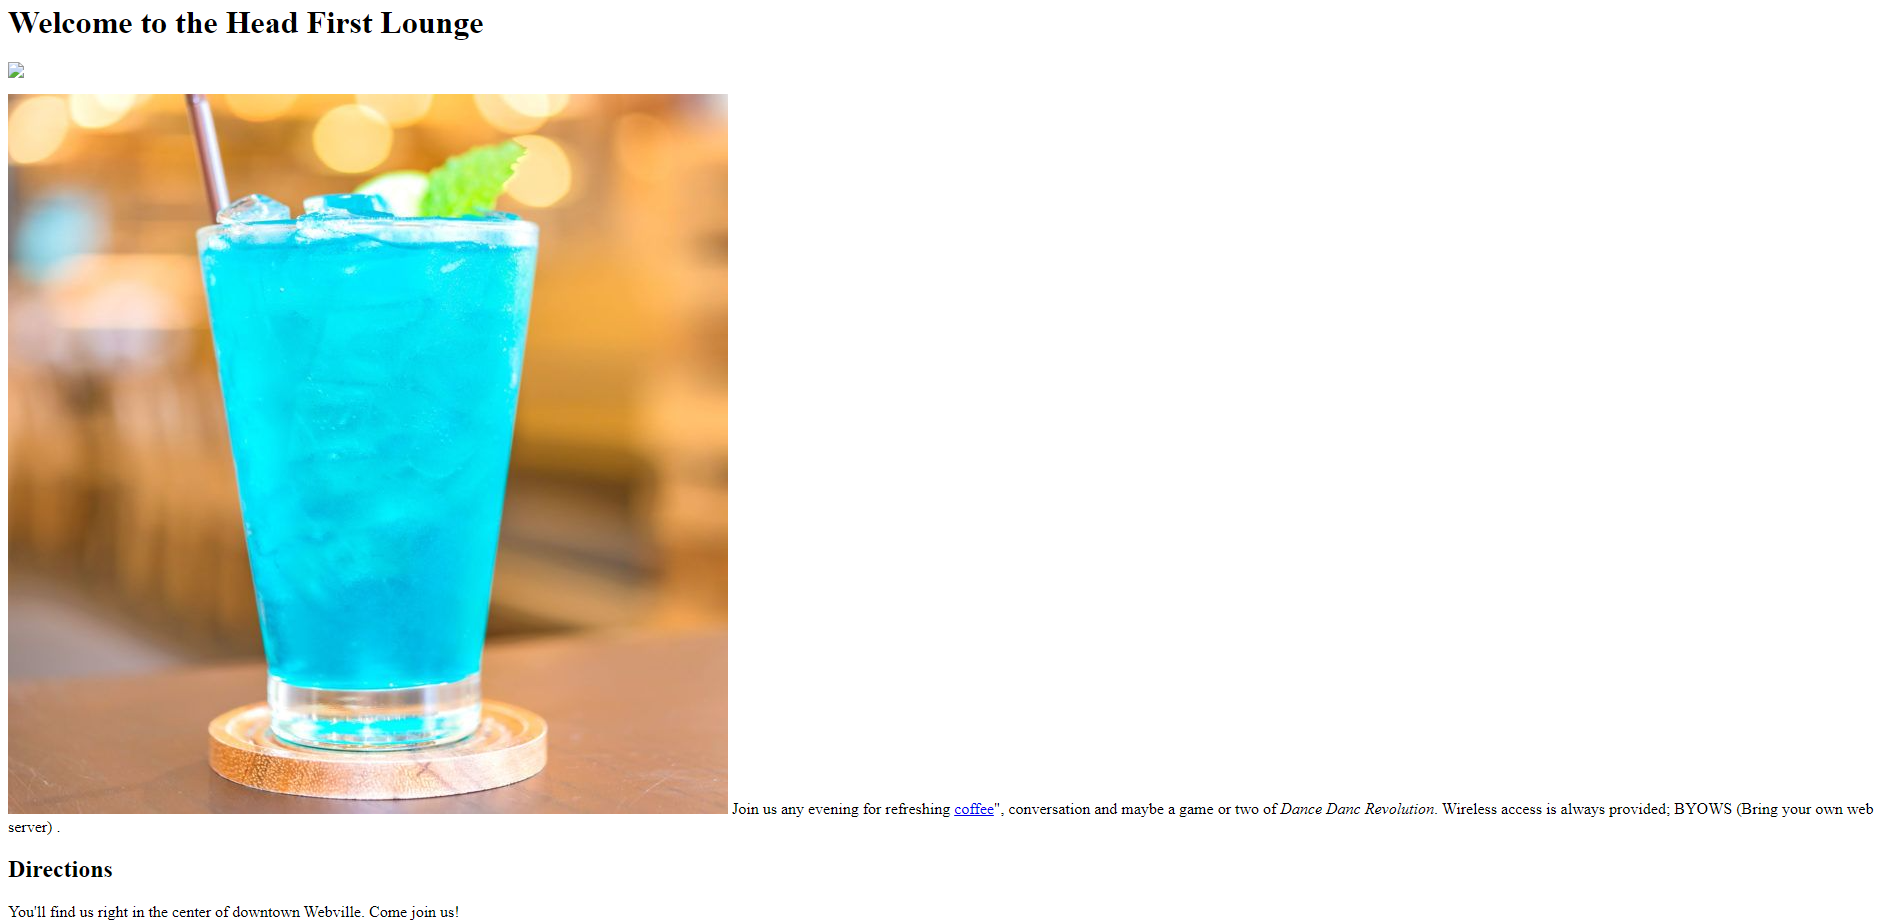 Welcome to the Head First Lounge
Join us any evening for refreshing coffee", conversation and maybe a game or two of Dance Danc Revolution. Wireless access is always provided; BYOWS (Bring your own web
server) .
Directions
You'll find us right in the center of downtown Webville. Come join us!